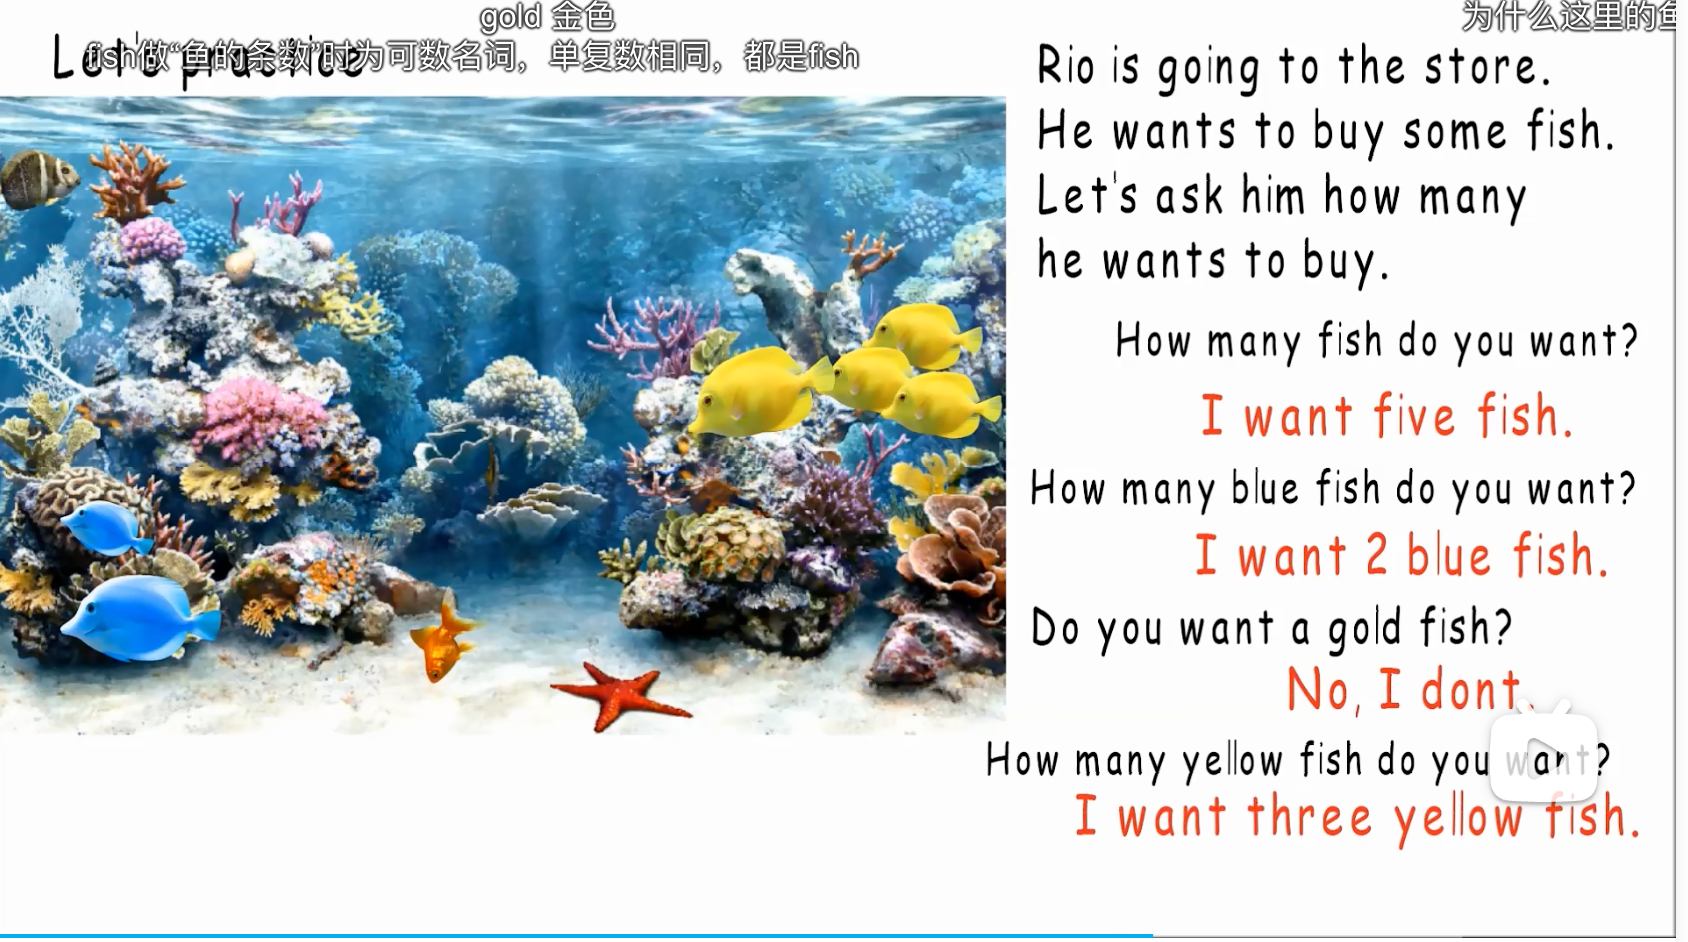 gold 金色
为什么这里的鱼
Let's practice
fish做“鱼的条数”时为可数名词，单复数相同，都是fish
Rio is going to the store.
He wants to buy some fish.
Let's ask him how many
he wants to buy.
How many fish do you want?
I want five fish.
How many blue fish do you want?
I want 2 blue fish.
Do you want a gold fish?
No, I dont.
How many yellow fish do you want?
I want three yellow fish.